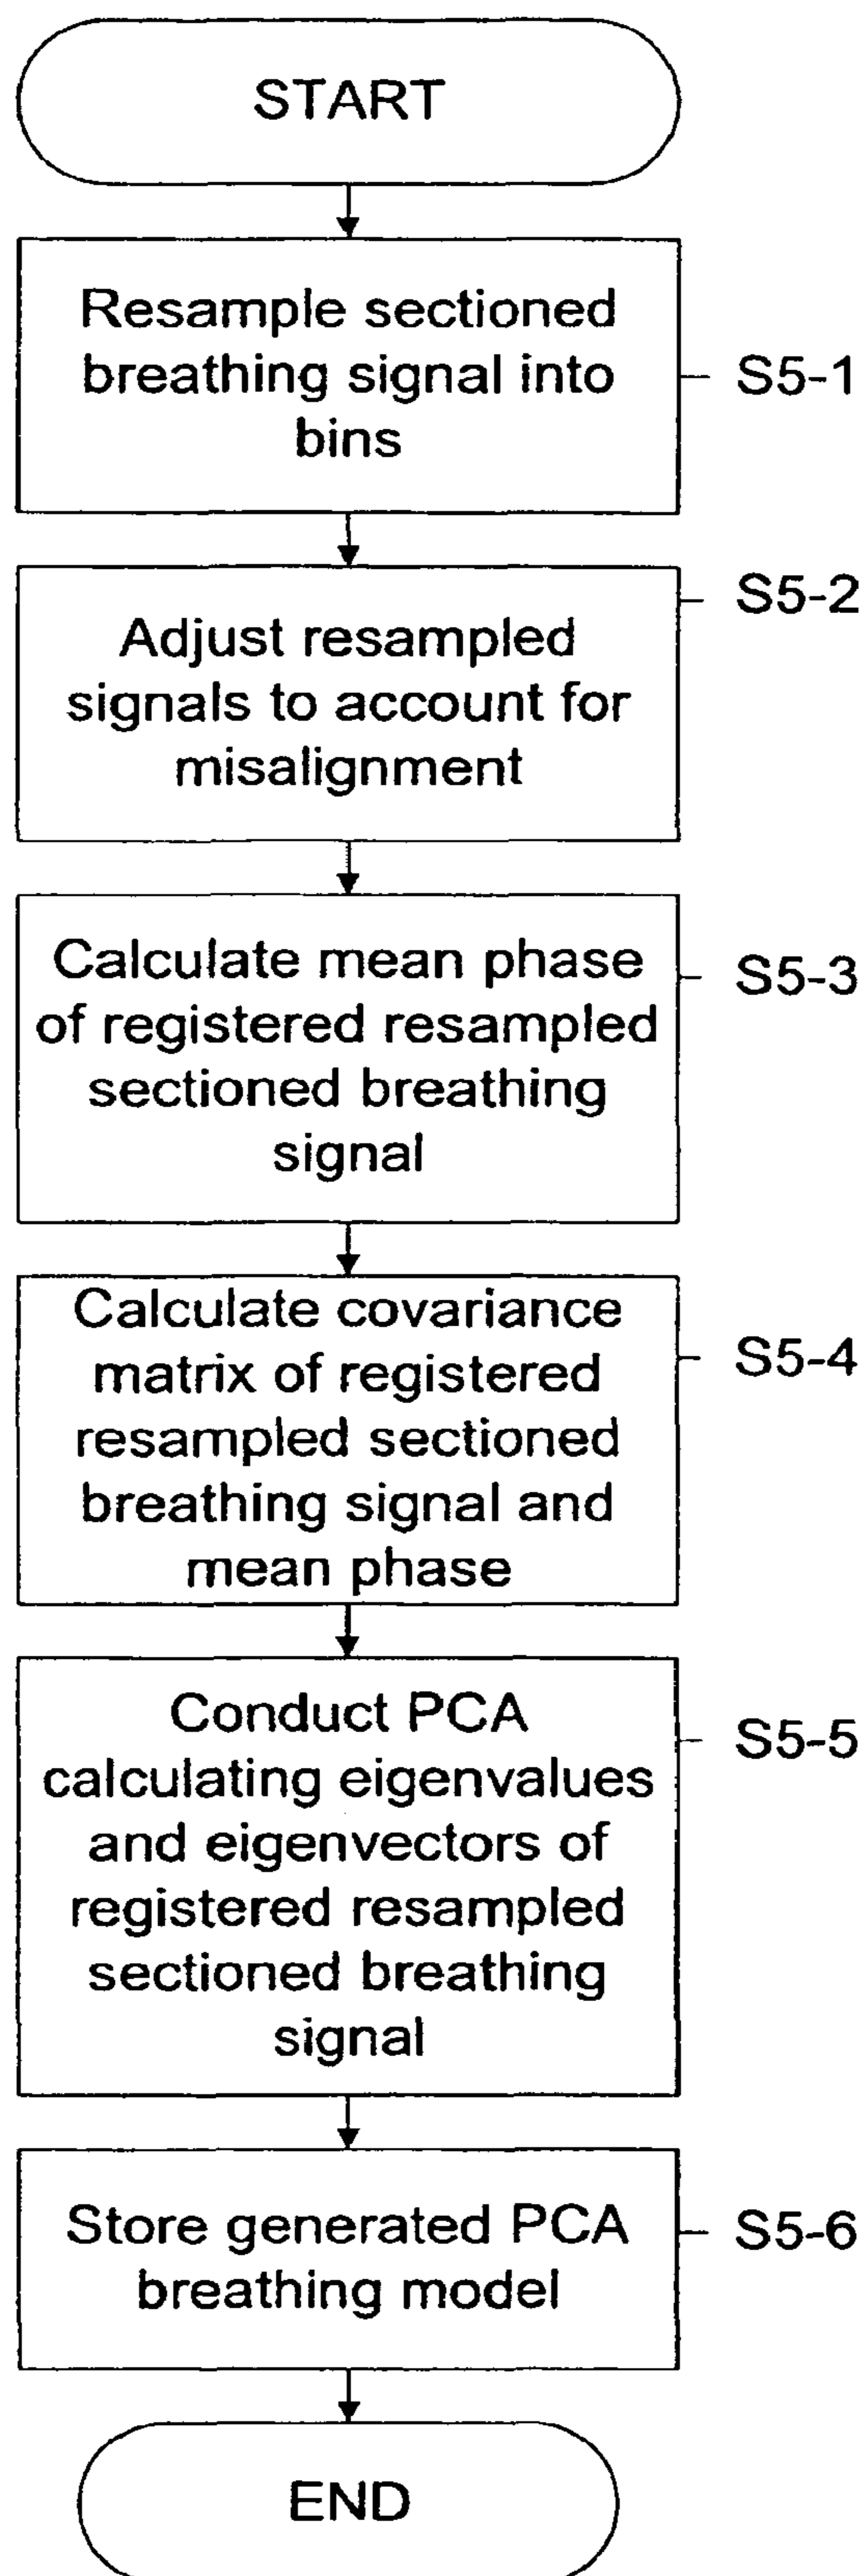 START
Resample sectioned
breathing signal into
bins
S5-1
Adjust resampled
signals to account for
misalignment
S5-2
Calculate mean phase
of registered resampled
sectioned breathing
signal
S5-3
Calculate covariance
matrix of registered
resampled sectioned
breathing signal and
mean phase
S5-4
Conduct PCA
calculating eigenvalues
and eigenvectors of
registered resampled
sectioned breathing
signal
S5-5
Store generated PCA
breathing model
S5-6
END